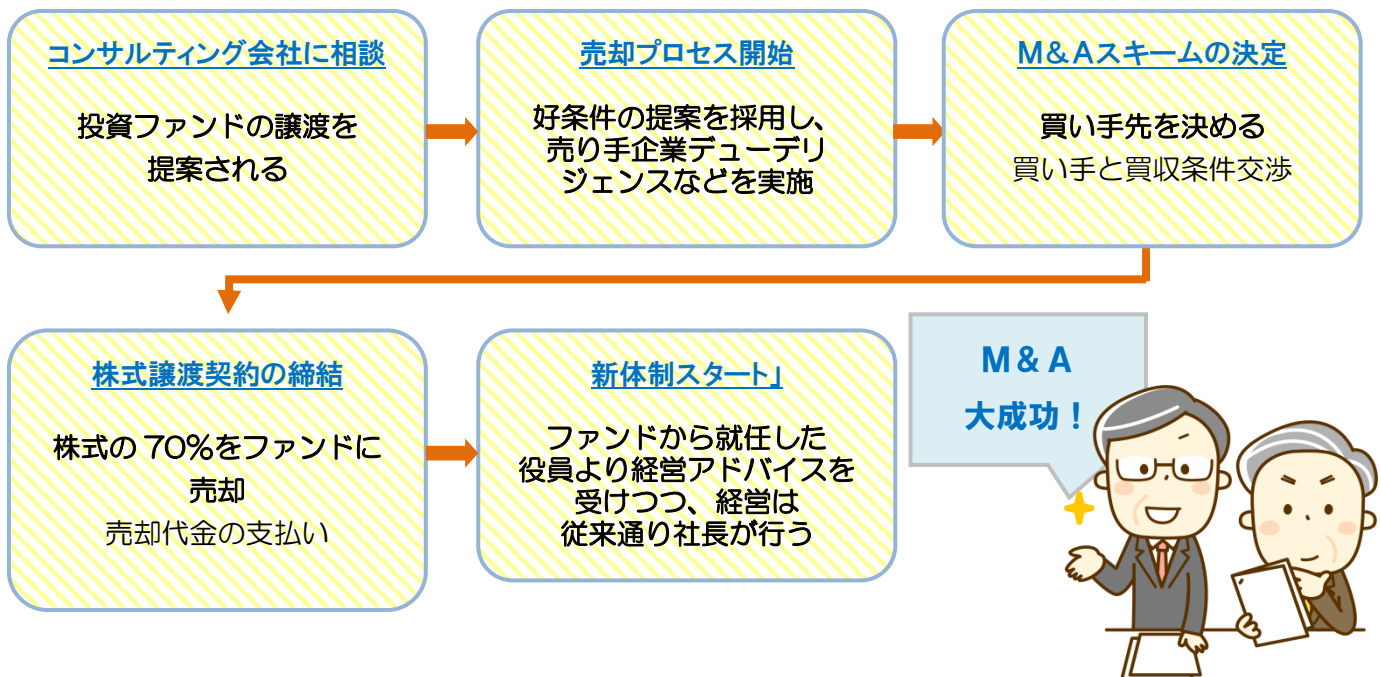 コンサルティング会社に相談
投資ファンドの譲渡を
提案される
売却プロセス開始
好条件の提案を採用し、
売り手企業デューデリ
ジェンスなどを実施
M&Aスキームの決定
買い手先を決める
買い手と買収条件交渉
株式譲渡契約の締結
株式の70%をファンドに
売却
売却代金の支払い
新体制スタート」
ファンドから就任した
役員より経営アドバイスを
受けつつ、経営は
従来通り社長が行う
M&A
大成功！